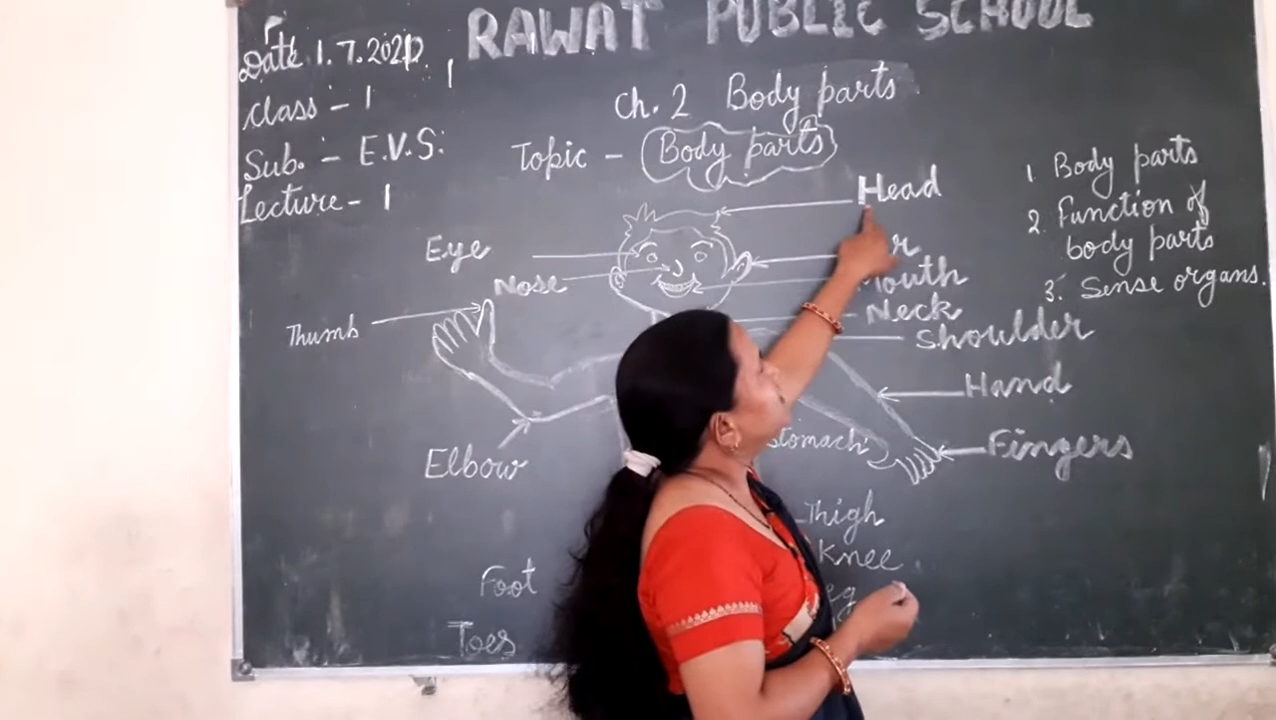 RAWAT PUBLIC SCHOOL
Date 1.7.2021
Class - 1
Sub. - E.V.S.
Lecture - 1
Ch. 2 Body parts
Topic - Body parts
Head
Eye
Nose
Mouth
Neck
Shoulder
Thumb
Hand
Elbow
Stomach
Fingers
Thigh
Knee
Foot
Toes
1 Body parts
2. Function of
body parts
3. Sense organs.